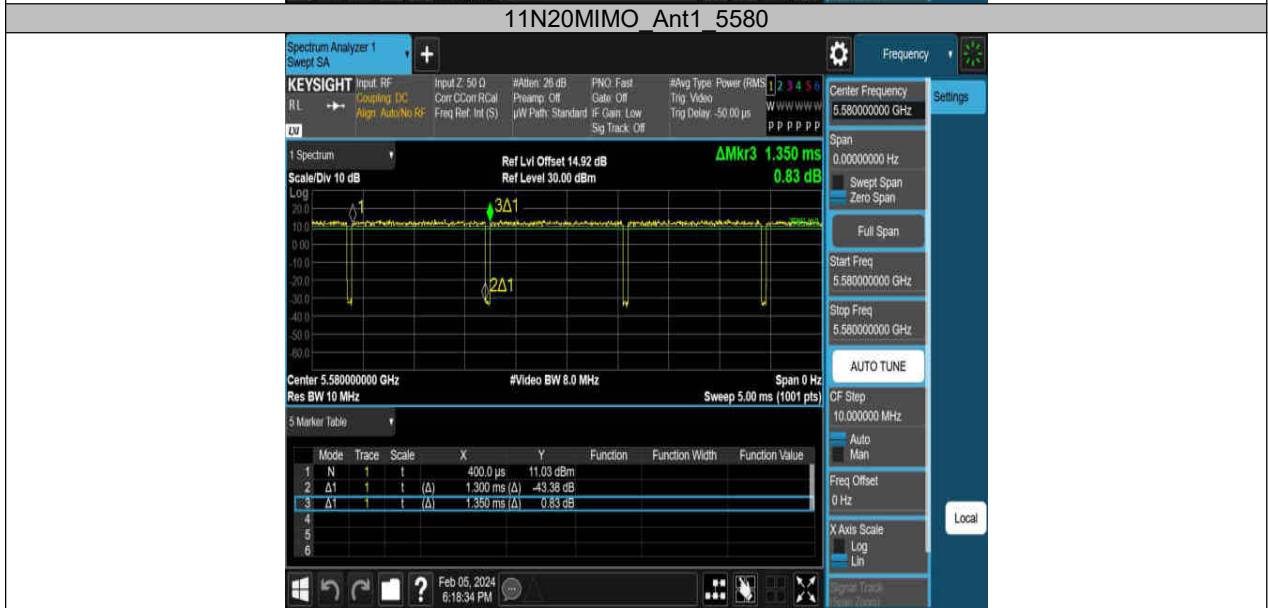 11N20MIMO_Ant1_5580
Spectrum Analyzer 1
Swept SA
+
Frequency
KEYSIGHT Input: RF Input Z: 50 Ω #Atten: 26 dB PNO: Fast #Avg Type: Power (RMS 1 2 3 4 5 6
RL Coupling: DC Corr CCorr RCal Preamp: Off Gate: Off Trig: Video W W W W W W
Align: Auto/No RF Freq Ref: Int (S) µW Path: Standard IF Gain: Low Trig Delay: -50.00 µs
LXI Sig Track: Off P P P P P P
1 Spectrum
Ref Lvl Offset 14.92 dB
ΔMkr3 1.350 ms
Scale/Div 10 dB Ref Level 30.00 dBm 0.83 dB
Log
20.0
10.0
0.00
-10.0
-20.0
-30.0
-40.0
-50.0
-60.0
1
3Δ1
2Δ1
Center 5.580000000 GHz #Video BW 8.0 MHz Span 0 Hz
Res BW 10 MHz Sweep 5.00 ms (1001 pts)
5 Marker Table
Mode Trace Scale X Y Function Function Width Function Value
1 N 1 t 400.0 µs 11.03 dBm
2 Δ1 1 t (Δ) 1.300 ms (Δ) -43.38 dB
3 Δ1 1 t (Δ) 1.350 ms (Δ) 0.83 dB
4
5
6
Center Frequency
5.580000000 GHz
Settings
Span
0.00000000 Hz
Swept Span
Zero Span
Full Span
Start Freq
5.580000000 GHz
Stop Freq
5.580000000 GHz
AUTO TUNE
CF Step
10.000000 MHz
Auto
Man
Freq Offset
0 Hz
X Axis Scale
Log
Lin
Local
Signal Track
(Span Zoom)
?
Feb 05, 2024
6:18:34 PM